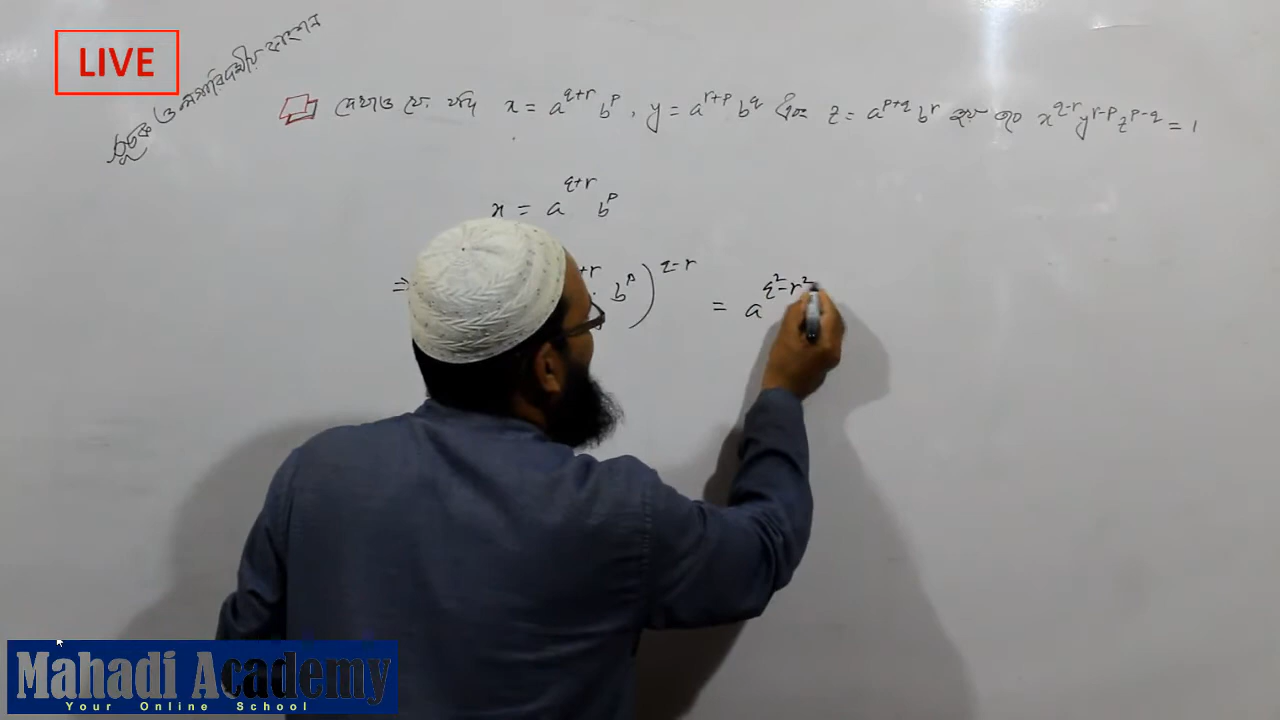 LIVE
সূচক ও লগারিদমীয় ফাংশন
দেখাও যে, যদি x = a^{q+r} b^p, y = a^{r+p} b^q এবং z = a^{p+q} b^r হয় তবে x^{q-r} y^{r-p} z^{p-q} = 1
x = a^{q+r} b^p
⇒ +r . b^p)^{q-r} = a^{q²-r²}
Mahadi Academy
Your Online School